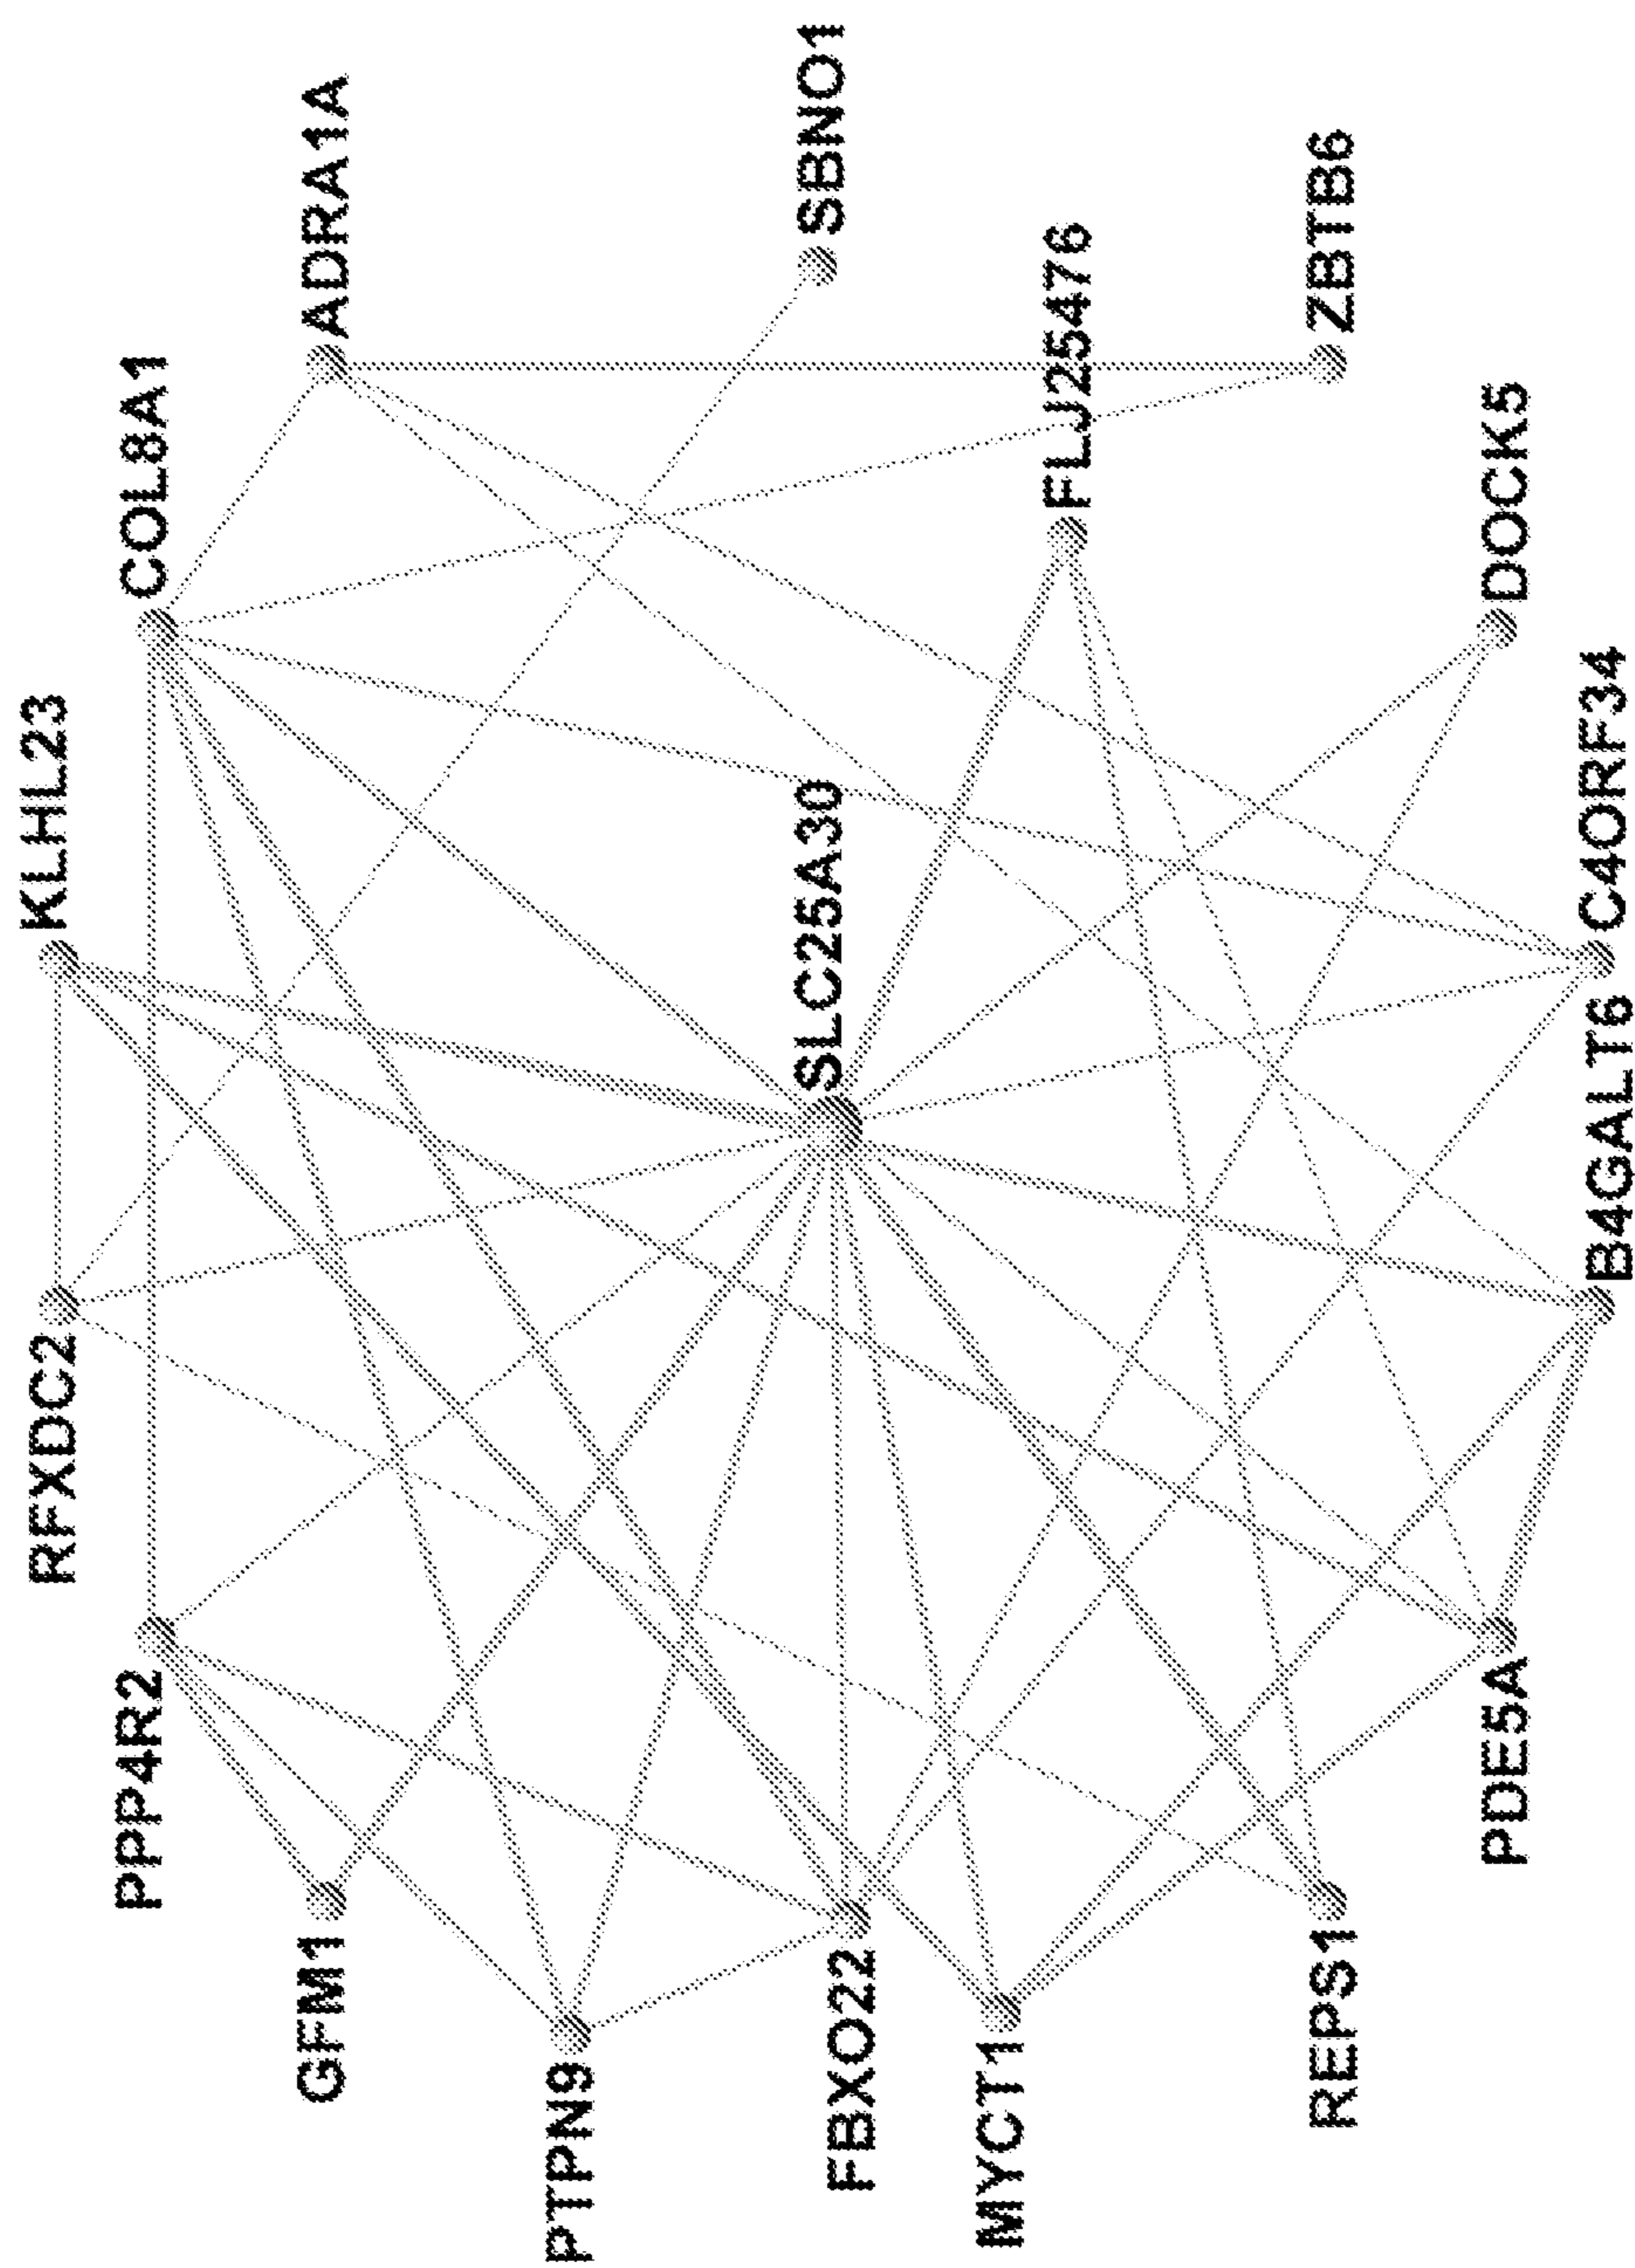 KLHL23
COL8A1
ADRA1A
SBNO1
RFXDC2
SLC25A30
FLJ25476
ZBTB6
PPP4R2
GFM1
PTPN9
FBXO22
MYCT1
REPS1
PDE5A
B4GALT6
C4ORF34
DOCK5